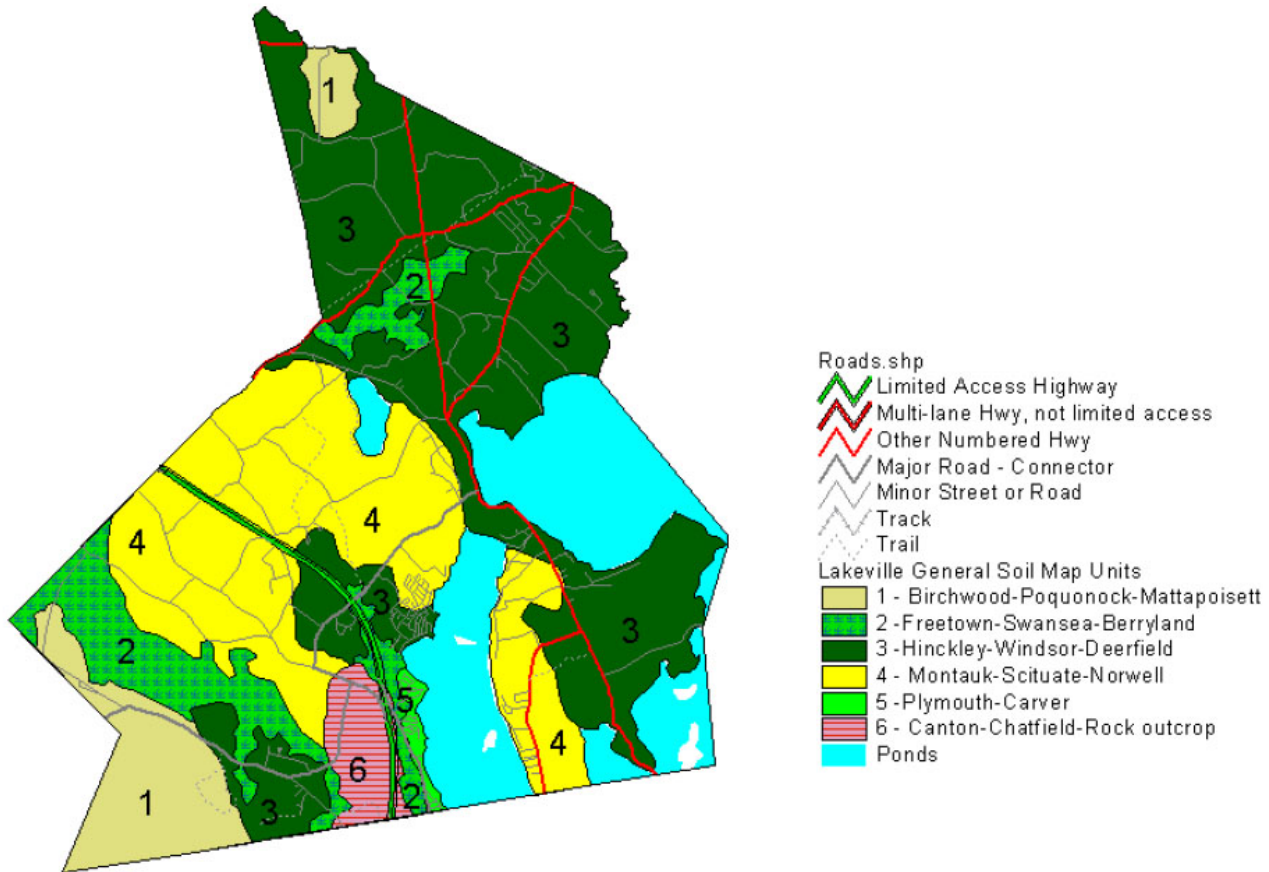 1
3
2
3
Roads.shp
Limited Access Highway
Multi-lane Hwy, not limited access
Other Numbered Hwy
Major Road - Connector
Minor Street or Road
Track
Trail
Lakeville General Soil Map Units
1 - Birchwood-Poquonock-Mattapoisett
2 -Freetown-Swansea-Berryland
3 -Hinckley-Windsor-Deerfield
4 - Montauk-Scituate-Norwell
5 -Plymouth-Carver
6 - Canton-Chatfield-Rock outcrop
Ponds
4
4
3
3
2
5
4
6
2
1
3